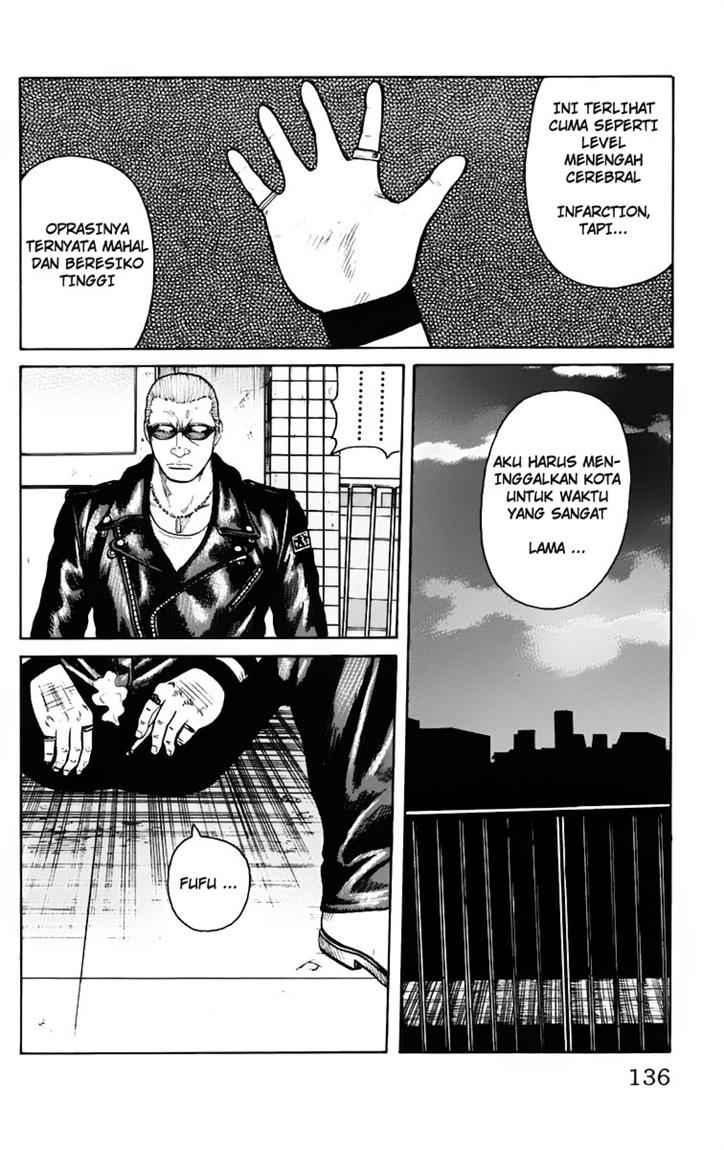 INI TERLIHAT
CUMA SEPERTI
LEVEL
MENENGAH
CEREBRAL
INFARCTION,
TAPI...
OPRASINYA
TERNYATA MAHAL
DAN BERESIKO
TINGGI
AKU HARUS MEN-
INGGALKAN KOTA
UNTUK WAKTU
YANG SANGAT
LAMA ...
......
......
FUFU ...
136